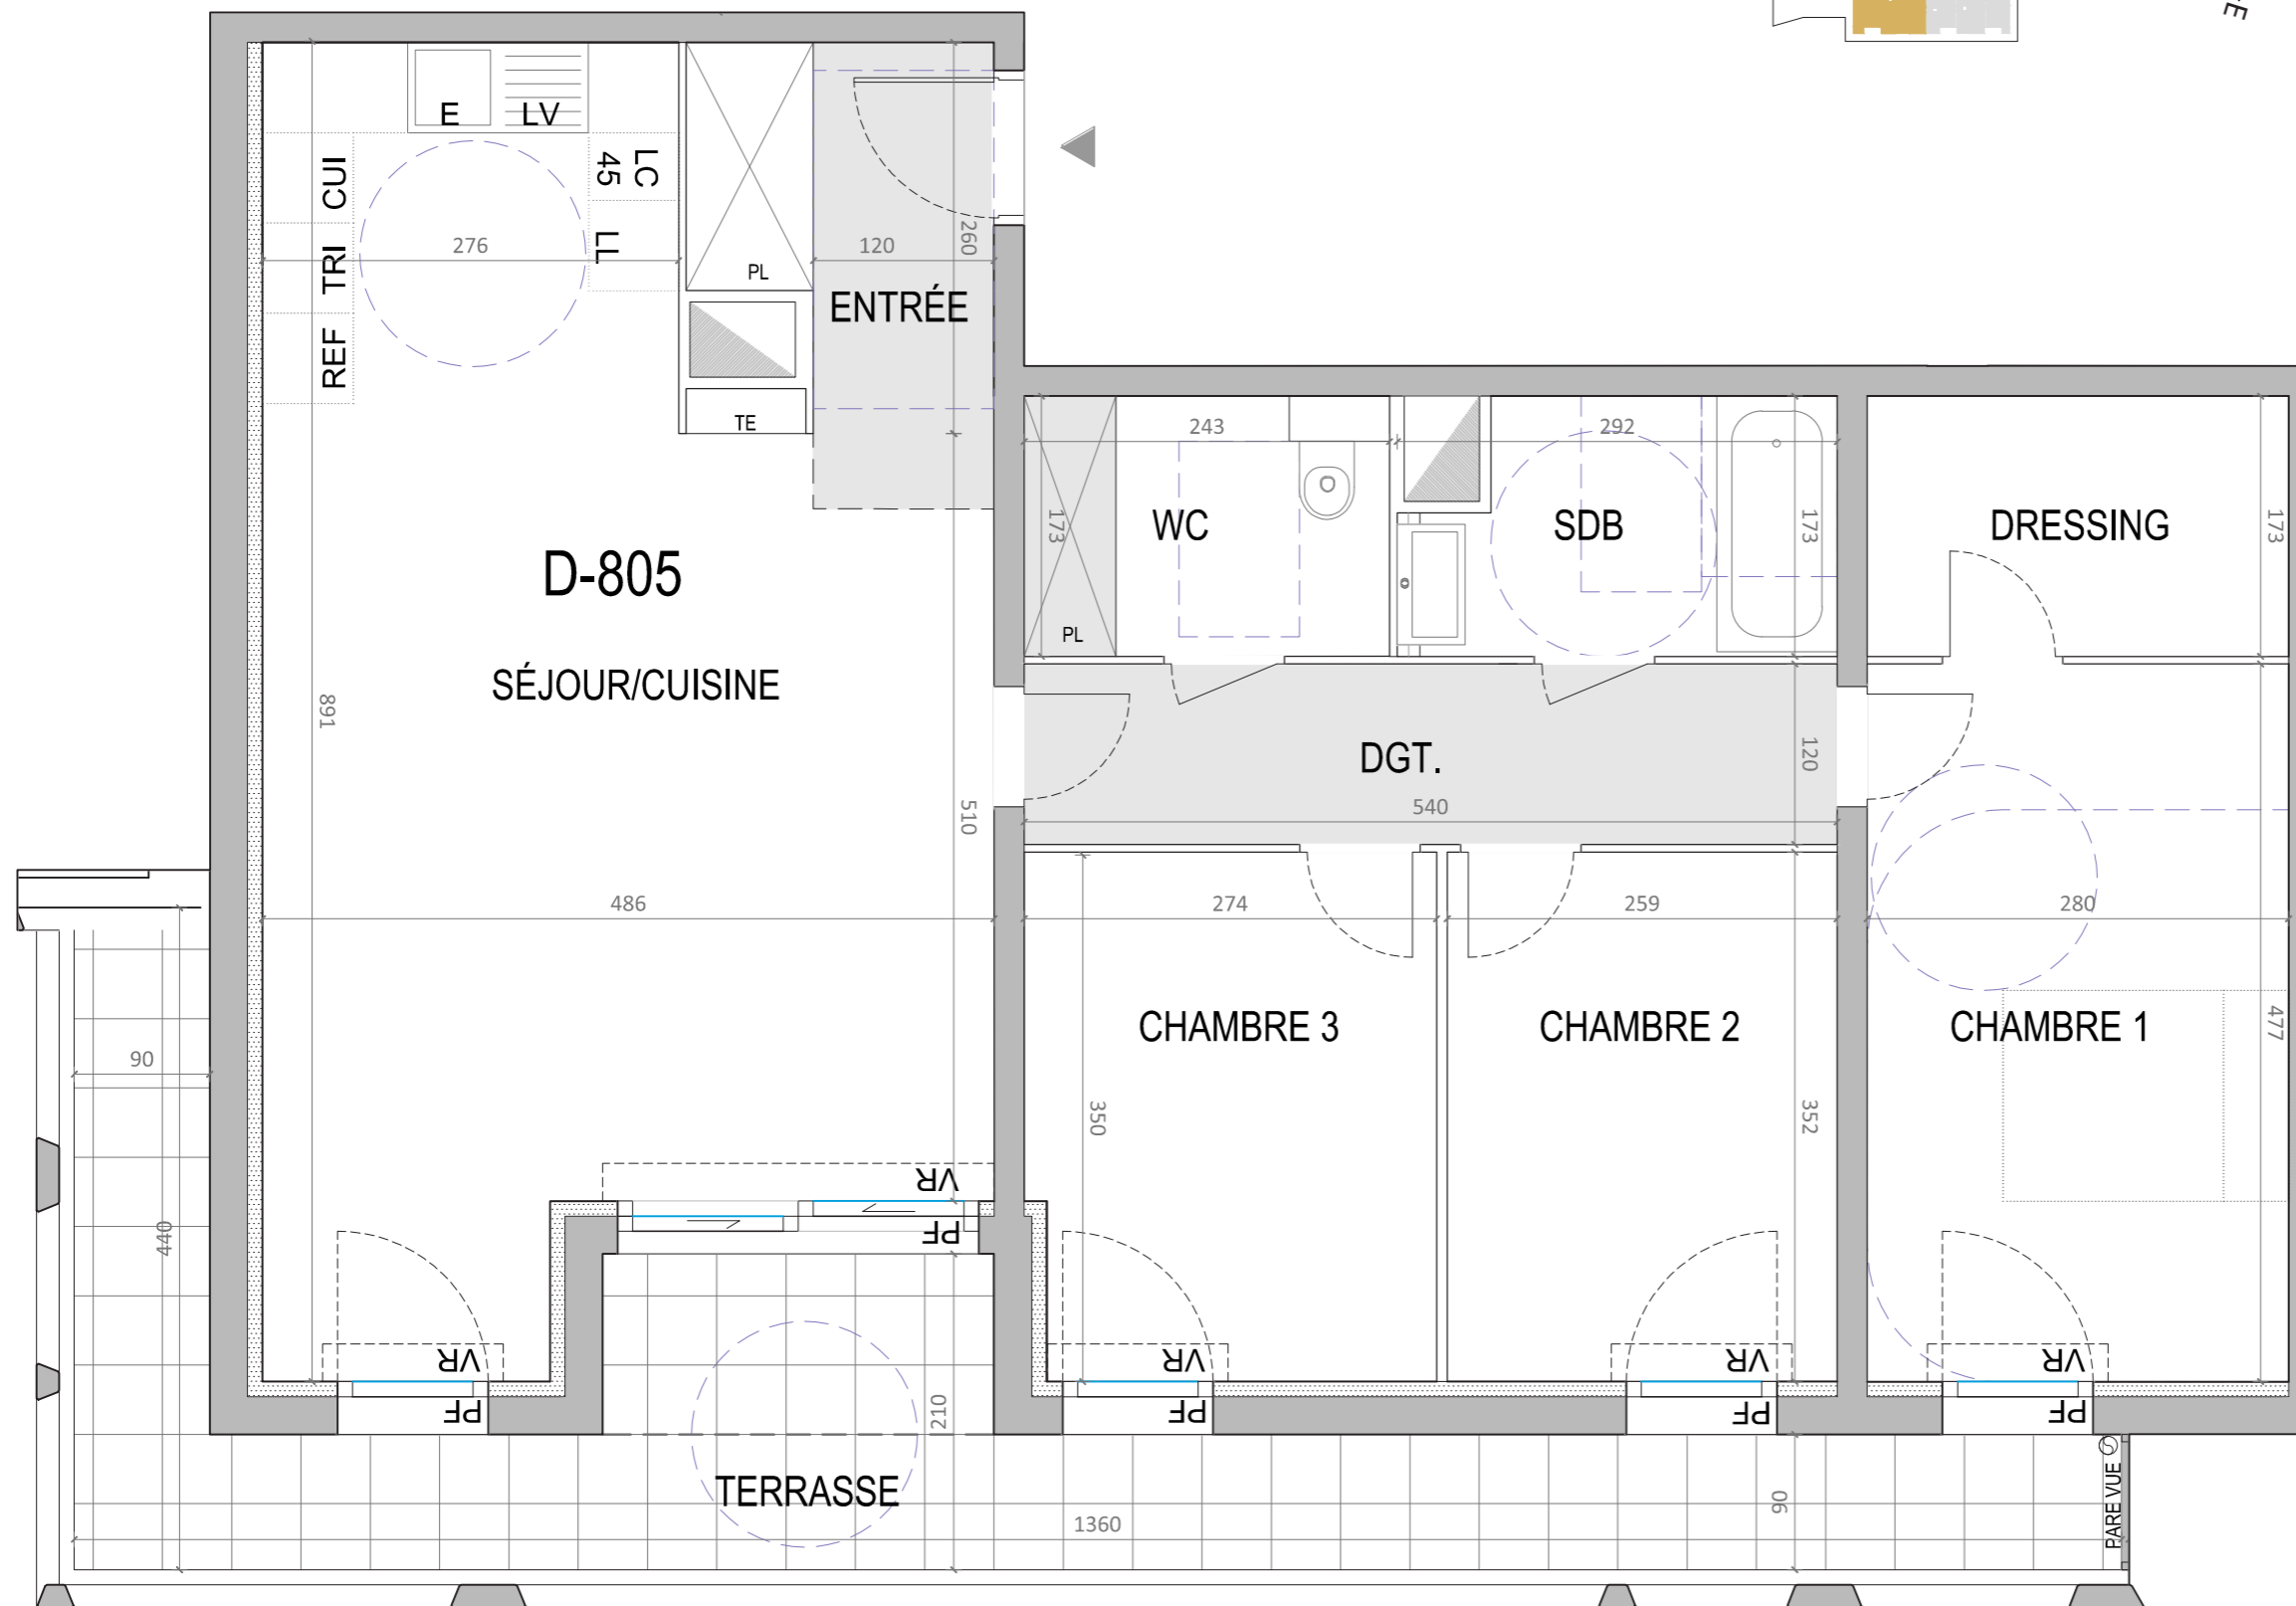 E
E
LV
CUI
LC
45
TRI
LL
276
PL
120
260
ENTRÉE
REF
TE
243
292
D-805
173
WC
PL
SDB
173
DRESSING
173
SÉJOUR/CUISINE
891
DGT.
120
540
510
486
274
259
280
CHAMBRE 3
CHAMBRE 2
CHAMBRE 1
477
90
350
352
440
VR
PF
VR
PF
VR
PF
VR
PF
VR
PF
210
TERRASSE
1360
90
PARE VUE